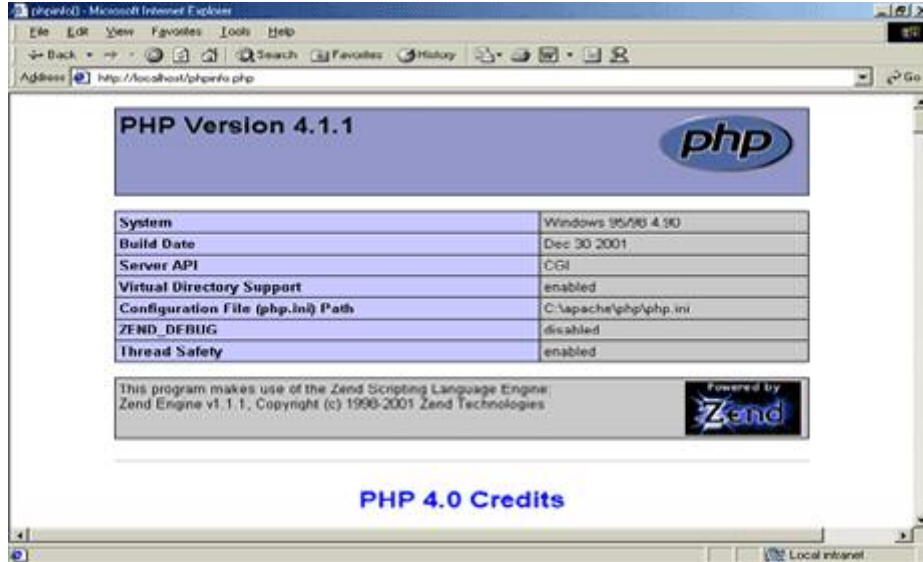 phpinfo() - Microsoft Internet Explorer
File Edit View Favorites Tools Help
Back Search Favorites History
Address http://localhost/phpinfo.php Go
PHP Version 4.1.1
php
System Windows 95/98 4.90
Build Date Dec 30 2001
Server API CGI
Virtual Directory Support enabled
Configuration File (php.ini) Path C:\apache\php\php.ini
ZEND_DEBUG disabled
Thread Safety enabled
This program makes use of the Zend Scripting Language Engine:
Zend Engine v1.1.1, Copyright (c) 1998-2001 Zend Technologies
Powered by
Zend
PHP 4.0 Credits
Local intranet